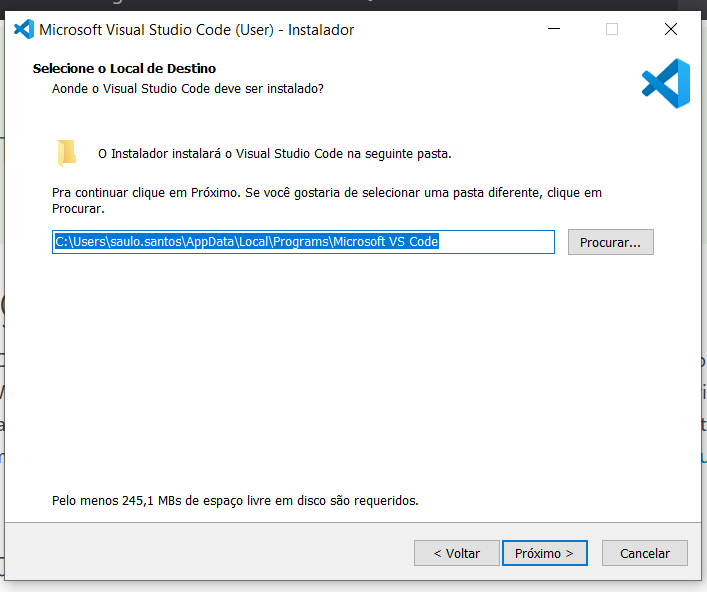 Microsoft Visual Studio Code (User) - Instalador
Selecione o Local de Destino
Aonde o Visual Studio Code deve ser instalado?
O Instalador instalará o Visual Studio Code na seguinte pasta.
Pra continuar clique em Próximo. Se você gostaria de selecionar uma pasta diferente, clique em
Procurar.
C:\Users\saulo.santos\AppData\Local\Programs\Microsoft VS Code
Procurar...
Pelo menos 245,1 MBs de espaço livre em disco são requeridos.
< Voltar
Próximo >
Cancelar